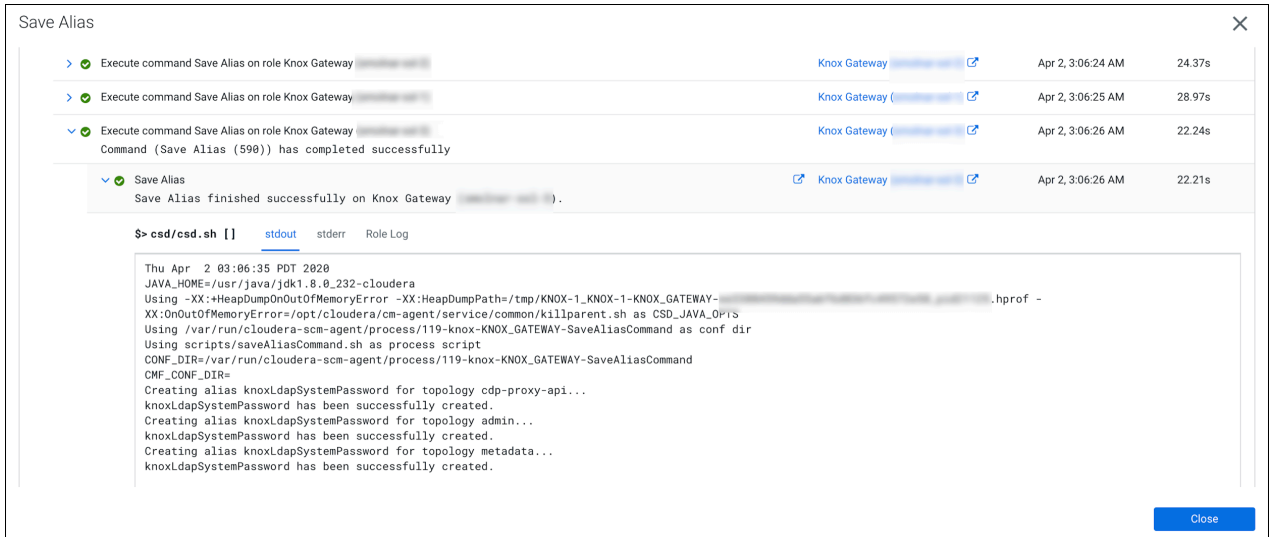 Save Alias
Execute command Save Alias on role Knox Gateway Knox Gateway Apr 2, 3:06:24 AM 24.37s
Execute command Save Alias on role Knox Gateway Knox Gateway ( Apr 2, 3:06:25 AM 28.97s
Execute command Save Alias on role Knox Gateway Knox Gateway ( Apr 2, 3:06:26 AM 22.24s
Command (Save Alias (590)) has completed successfully
Save Alias Knox Gateway Apr 2, 3:06:26 AM 22.21s
Save Alias finished successfully on Knox Gateway ).
$> csd/csd.sh [] stdout stderr Role Log
Thu Apr  2 03:06:35 PDT 2020
JAVA_HOME=/usr/java/jdk1.8.0_232-cloudera
Using -XX:+HeapDumpOnOutOfMemoryError -XX:HeapDumpPath=/tmp/KNOX-1_KNOX-1-KNOX_GATEWAY- .hprof -
XX:OnOutOfMemoryError=/opt/cloudera/cm-agent/service/common/killparent.sh as CSD_JAVA_OPTS
Using /var/run/cloudera-scm-agent/process/119-knox-KNOX_GATEWAY-SaveAliasCommand as conf dir
Using scripts/saveAliasCommand.sh as process script
CONF_DIR=/var/run/cloudera-scm-agent/process/119-knox-KNOX_GATEWAY-SaveAliasCommand
CMF_CONF_DIR=
Creating alias knoxLdapSystemPassword for topology cdp-proxy-api...
knoxLdapSystemPassword has been successfully created.
Creating alias knoxLdapSystemPassword for topology admin...
knoxLdapSystemPassword has been successfully created.
Creating alias knoxLdapSystemPassword for topology metadata...
knoxLdapSystemPassword has been successfully created.
Close